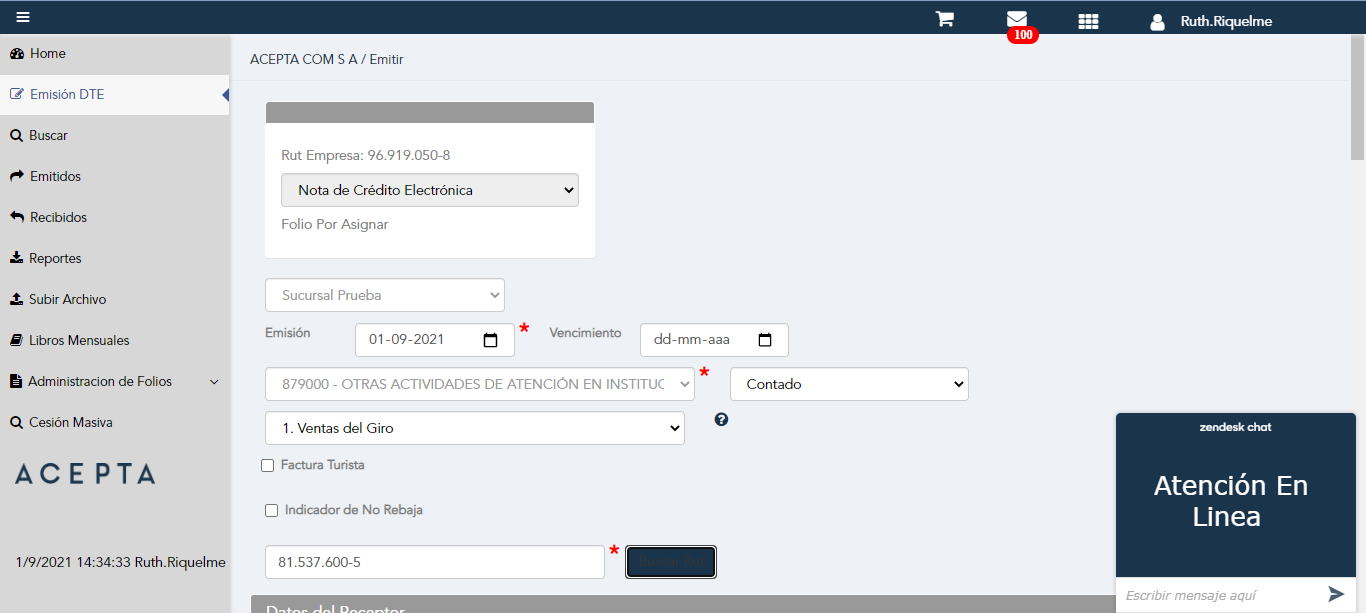 100
Ruth.Riquelme
Home
Emisión DTE
Buscar
Emitidos
Recibidos
Reportes
Subir Archivo
Libros Mensuales
Administracion de Folios
Cesión Masiva
ACEPTA
1/9/2021 14:34:33 Ruth.Riquelme
ACEPTA COM S A / Emitir
Rut Empresa: 96.919.050-8
Nota de Crédito Electrónica
Folio Por Asignar
Sucursal Prueba
Emisión 01-09-2021 * Vencimiento dd-mm-aaa
879000 - OTRAS ACTIVIDADES DE ATENCIÓN EN INSTITUC * Contado
1. Ventas del Giro
Factura Turista
Indicador de No Rebaja
81.537.600-5 *
Datos del Receptor
zendesk chat
Atención En
Linea
Escribir mensaje aquí